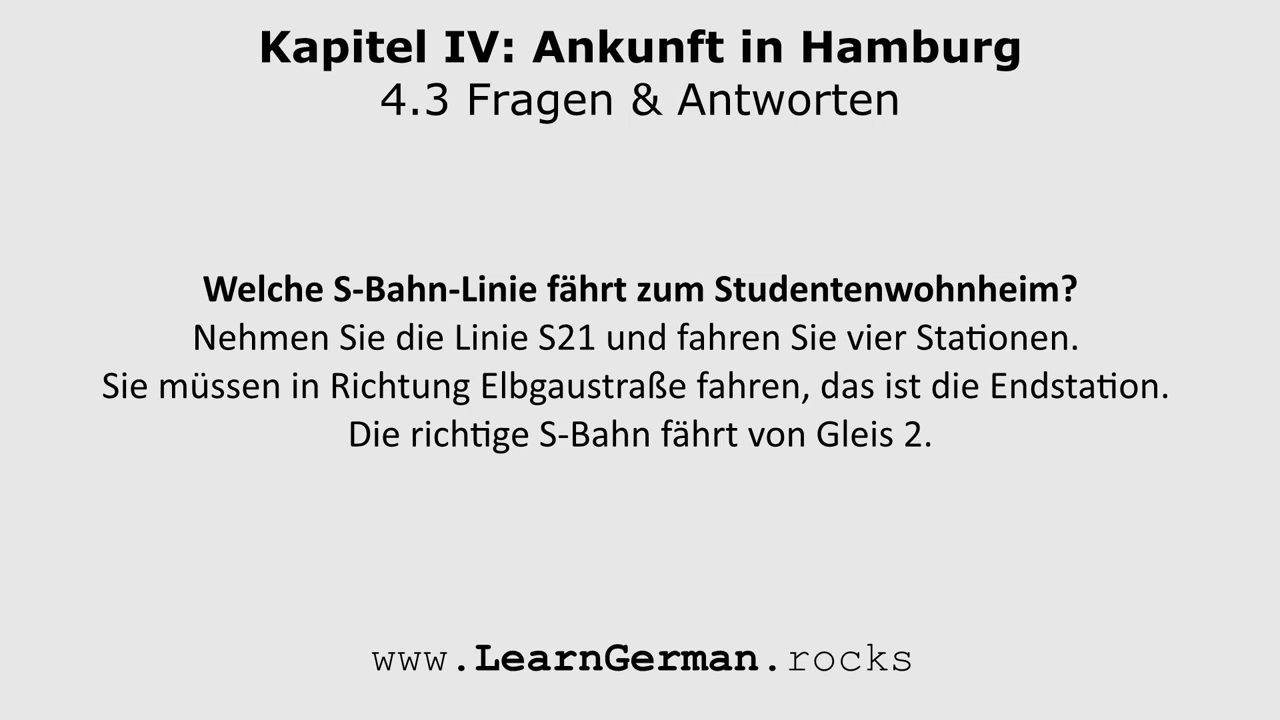 Kapitel IV: Ankunft in Hamburg
4.3 Fragen & Antworten
Welche S-Bahn-Linie fährt zum Studentenwohnheim?
Nehmen Sie die Linie S21 und fahren Sie vier Stationen.
Sie müssen in Richtung Elbgaustraße fahren, das ist die Endstation.
Die richtige S-Bahn fährt von Gleis 2.
www.LearnGerman.rocks